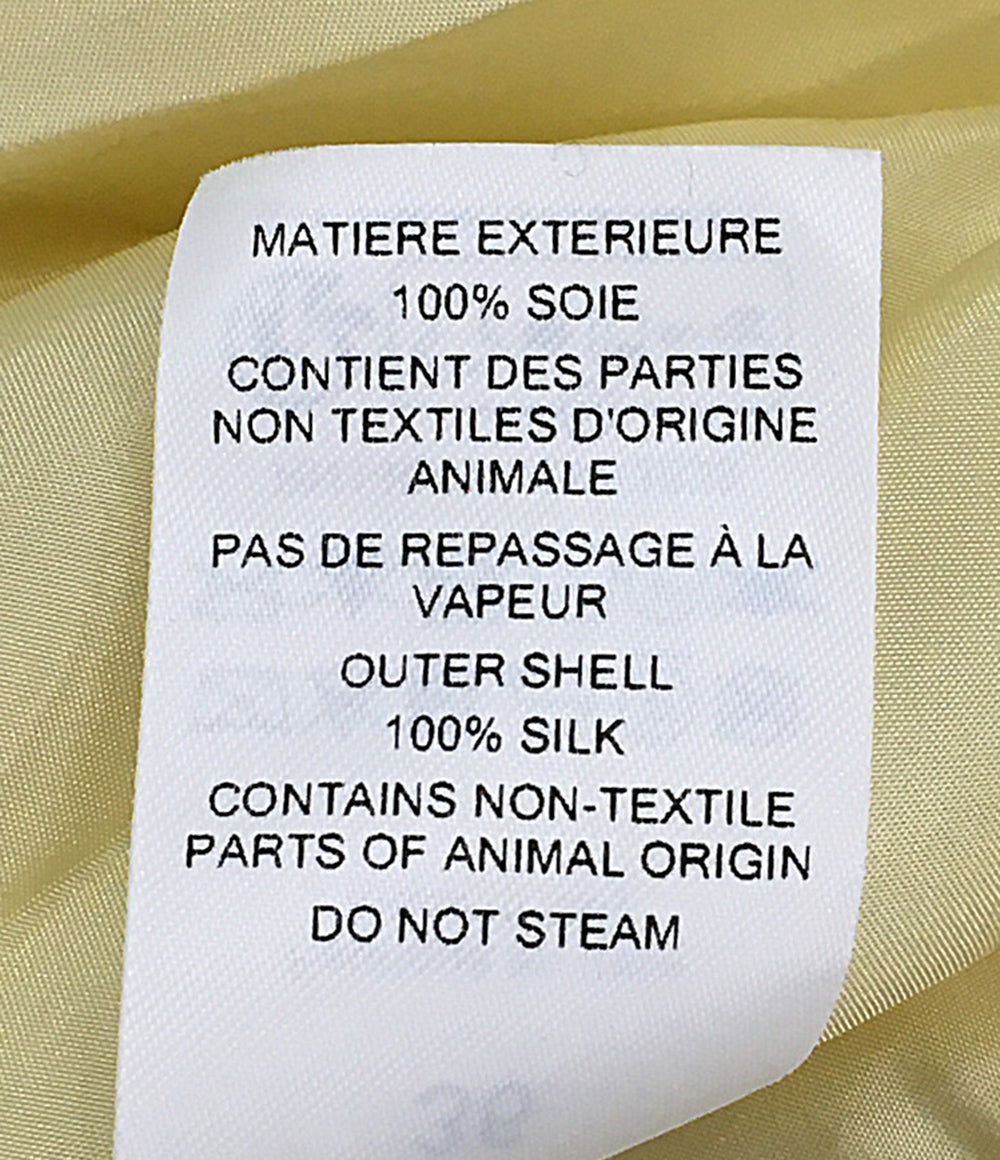 MATIERE EXTERIEURE
100% SOIE
CONTIENT DES PARTIES
NON TEXTILES D'ORIGINE
ANIMALE
PAS DE REPASSAGE À LA
VAPEUR
OUTER SHELL
100% SILK
CONTAINS NON-TEXTILE
PARTS OF ANIMAL ORIGIN
DO NOT STEAM